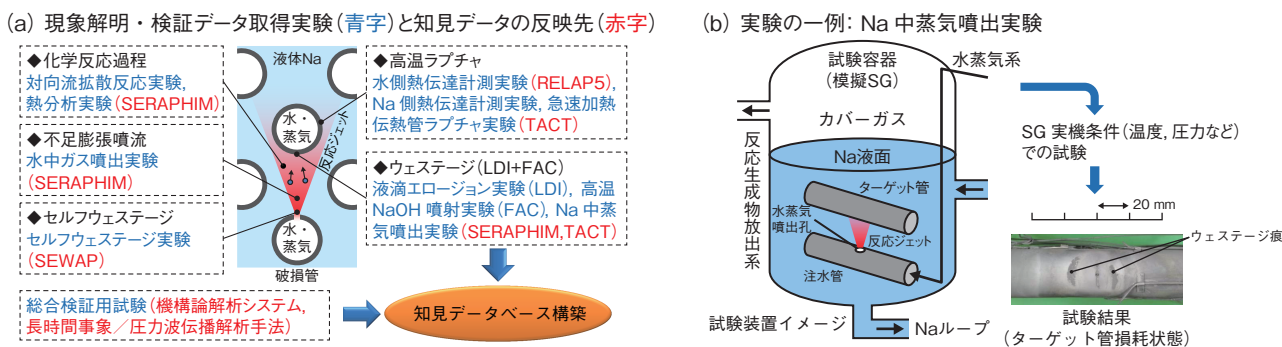 (a) 現象解明・検証データ取得実験(青字)と知見データの反映先(赤字)
◆化学反応過程
対向流拡散反応実験,
熱分析実験(SERAPHIM)
◆不足膨張噴流
水中ガス噴出実験
(SERAPHIM)
◆セルフウェステージ
セルフウェステージ実験
(SEWAP)
液体Na
水・
蒸気
反応ジェット
水・
蒸気
破損管
◆高温ラプチャ
水側熱伝達計測実験(RELAP5),
Na側熱伝達計測実験, 急速加熱
伝熱管ラプチャ実験(TACT)
◆ウェステージ(LDI+FAC)
液滴エロージョン実験(LDI), 高温
NaOH噴射実験(FAC), Na中蒸
気噴出実験(SERAPHIM,TACT)
総合検証用試験(機構論解析システム,
長時間事象／圧力波伝播解析手法)
知見データベース構築
(b) 実験の一例: Na中蒸気噴出実験
試験容器
(模擬SG)
水蒸気系
カバーガス
Na液面
反応生成物放出系
ターゲット管
水蒸気
噴出孔
反応ジェット
注水管
試験装置イメージ
Naループ
SG実機条件(温度, 圧力など)
での試験
20 mm
ウェステージ痕
試験結果
(ターゲット管損耗状態)